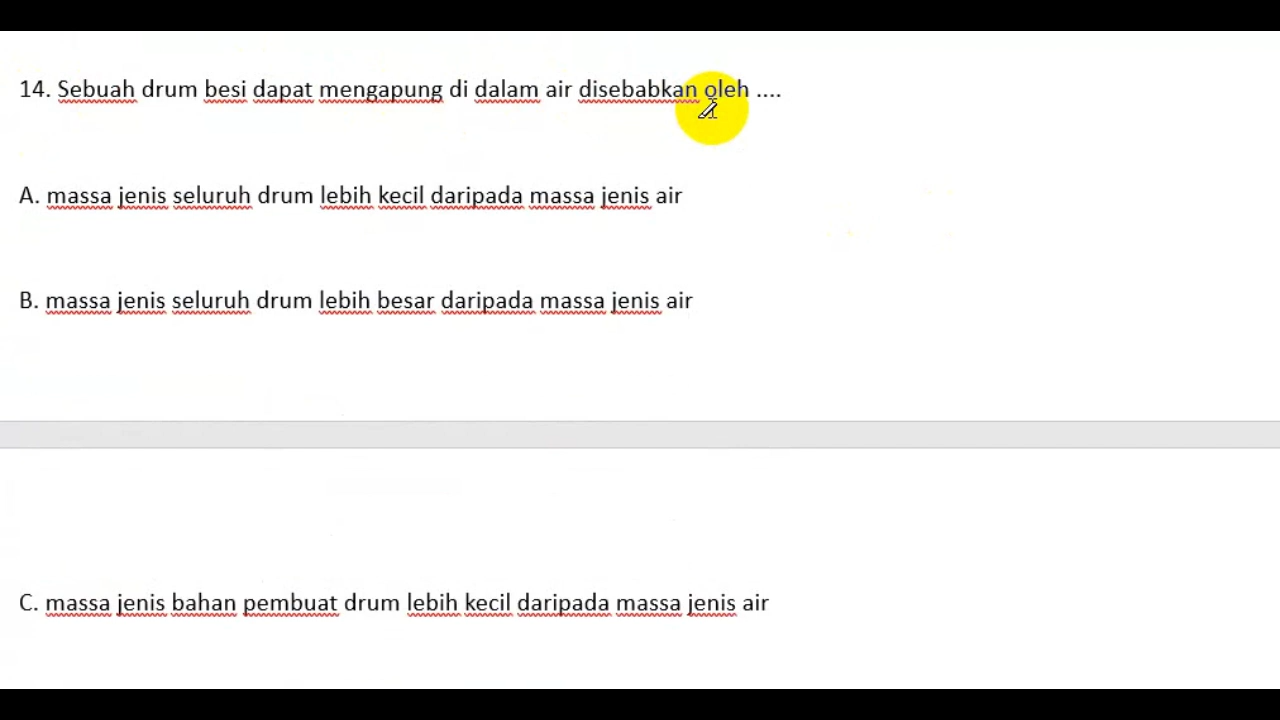 14. Sebuah drum besi dapat mengapung di dalam air disebabkan oleh ....
A. massa jenis seluruh drum lebih kecil daripada massa jenis air
B. massa jenis seluruh drum lebih besar daripada massa jenis air
C. massa jenis bahan pembuat drum lebih kecil daripada massa jenis air